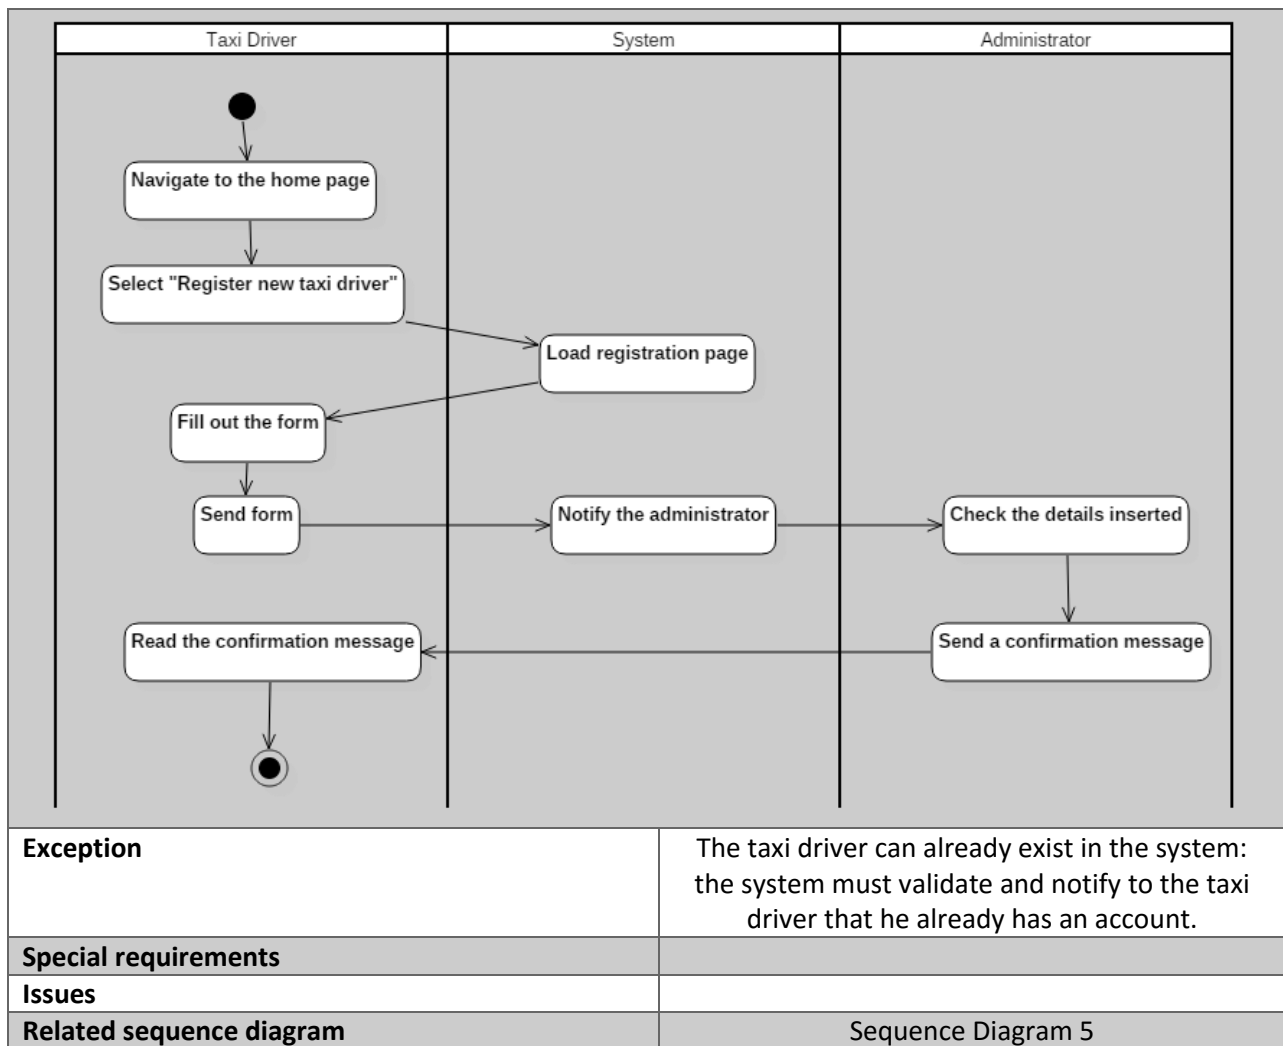 Taxi Driver
System
Administrator
Navigate to the home page
Select "Register new taxi driver"
Load registration page
Fill out the form
Send form
Notify the administrator
Check the details inserted
Read the confirmation message
Send a confirmation message
Exception
The taxi driver can already exist in the system:
the system must validate and notify to the taxi
driver that he already has an account.
Special requirements
Issues
Related sequence diagram
Sequence Diagram 5